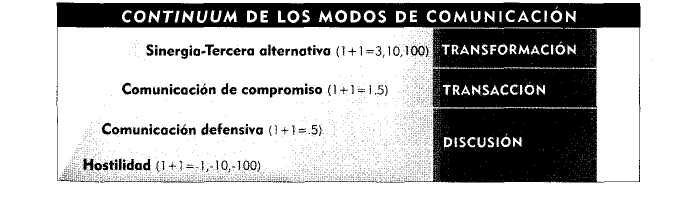 CONTINUUM DE LOS MODOS DE COMUNICACIÓN
Sinergia-Tercera alternativa (1+1=3,10,100) TRANSFORMACIÓN
Comunicación de compromiso (1+1=1.5) TRANSACCIÓN
Comunicación defensiva (1+1=.5)
DISCUSIÓN
Hostilidad (1+1=-1,-10,-100)